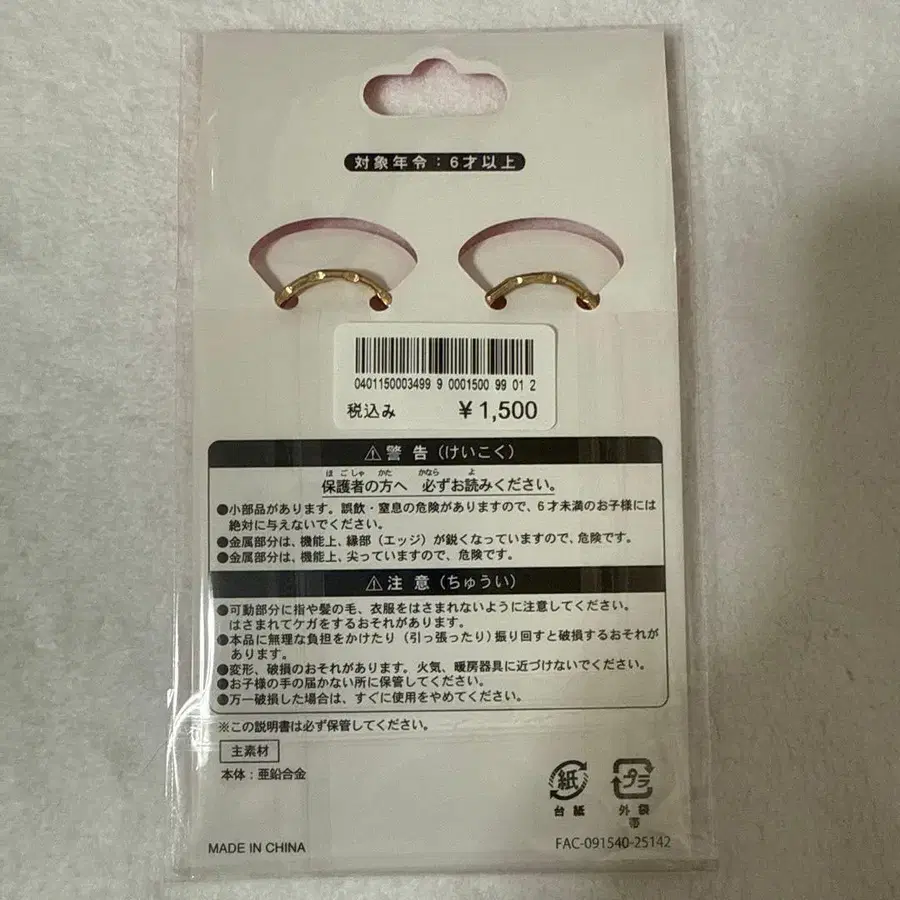 対象年令：6才以上
0401150003499 9 0001500 99 01 2
税込み ￥1,500
⚠警 告（けいこく）
ほごしゃ かた かなら よ
保護者の方へ 必ずお読みください。
●小部品があります。誤飲・窒息の危険がありますので、6才未満のお子様には
絶対に与えないでください。
●金属部分は、機能上、縁部（エッジ）が鋭くなっていますので、危険です。
●金属部分は、機能上、尖っていますので、危険です。
⚠注 意（ちゅうい）
●可動部分に指や髪の毛、衣服をはさまれないように注意してください。
はさまれてケガをするおそれがあります。
●本品に無理な負担をかけたり（引っ張ったり）振り回すと破損するおそれが
あります。
●変形、破損のおそれがあります。火気、暖房器具に近づけないでください。
●お子様の手の届かない所に保管してください。
●万一破損した場合は、すぐに使用をやめてください。
※この説明書は必ず保管してください。
主素材
本体：亜鉛合金
紙 プラ
台紙 外袋
帯
MADE IN CHINA
FAC-091540-25142